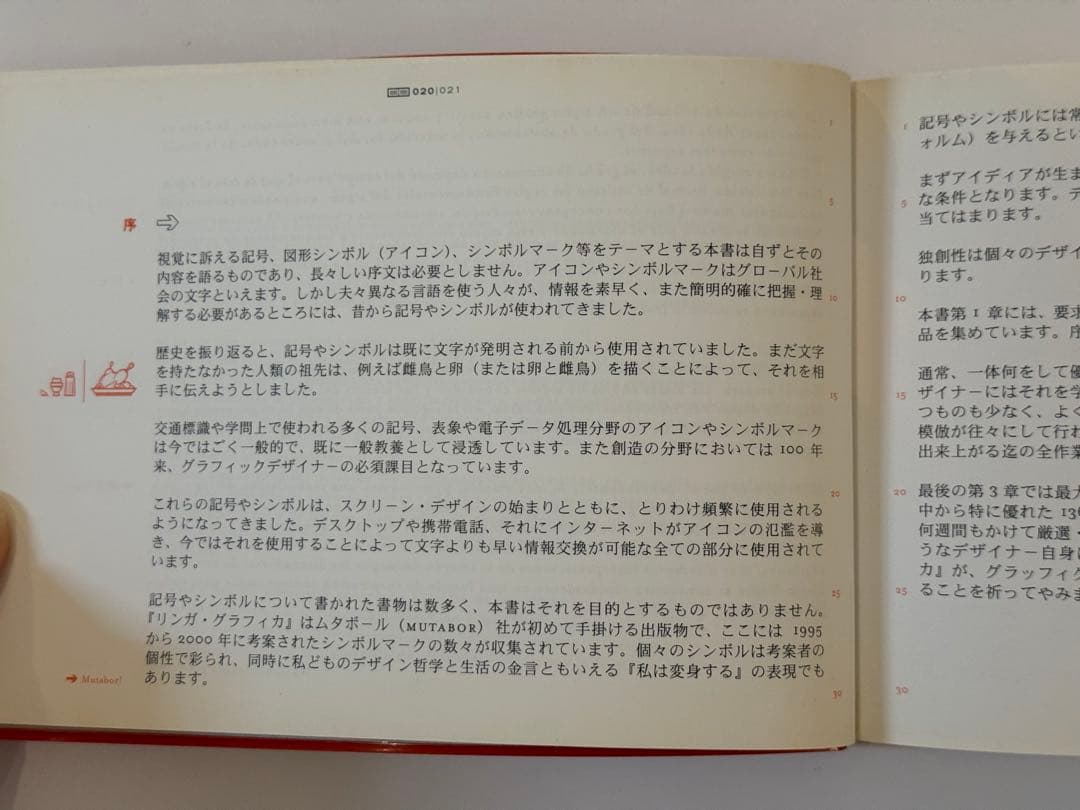 020|021
序
視覚に訴える記号、図形シンボル（アイコン）、シンボルマーク等をテーマとする本書は自ずとその
内容を語るものであり、長々しい序文は必要としません。アイコンやシンボルマークはグローバル社
会の文字といえます。しかし夫々異なる言語を使う人々が、情報を素早く、また簡明的確に把握・理
解する必要があるところには、昔から記号やシンボルが使われてきました。
歴史を振り返ると、記号やシンボルは既に文字が発明される前から使用されていました。まだ文字
を持たなかった人類の祖先は、例えば雌鳥と卵（または卵と雌鳥）を描くことによって、それを相
手に伝えようとしました。
交通標識や学問上で使われる多くの記号、表象や電子データ処理分野のアイコンやシンボルマーク
は今ではごく一般的で、既に一般教養として浸透しています。また創造の分野においては 100 年
来、グラフィックデザイナーの必須課目となっています。
これらの記号やシンボルは、スクリーン・デザインの始まりとともに、とりわけ頻繁に使用される
ようになってきました。デスクトップや携帯電話、それにインターネットがアイコンの氾濫を導
き、今ではそれを使用することによって文字よりも早い情報交換が可能な全ての部分に使用されて
います。
記号やシンボルについて書かれた書物は数多く、本書はそれを目的とするものではありません。
『リンガ・グラフィカ』はムタボール（MUTABOR）社が初めて手掛ける出版物で、ここには 1995
から 2000 年に考案されたシンボルマークの数々が収集されています。個々のシンボルは考案者の
個性で彩られ、同時に私どものデザイン哲学と生活の金言ともいえる『私は変身する』の表現でも
あります。
Mutabor!
1
5
10
15
20
25
30
1
5
10
15
20
25
30
記号やシンボルには常
ォルム）を与えるとい
まずアイディアが生ま
な条件となります。デ
当てはまります。
独創性は個々のデザイ
ります。
本書第 1 章には、要求
品を集めています。序
通常、一体何をして優
ザイナーにはそれを学
つものも少なく、よく
模倣が往々にして行わ
出来上がる迄の全作業
最後の第 3 章では最大
中から特に優れた 136
何週間もかけて厳選・
うなデザイナー自身に
カ』が、グラッフィク
ることを祈ってやみま